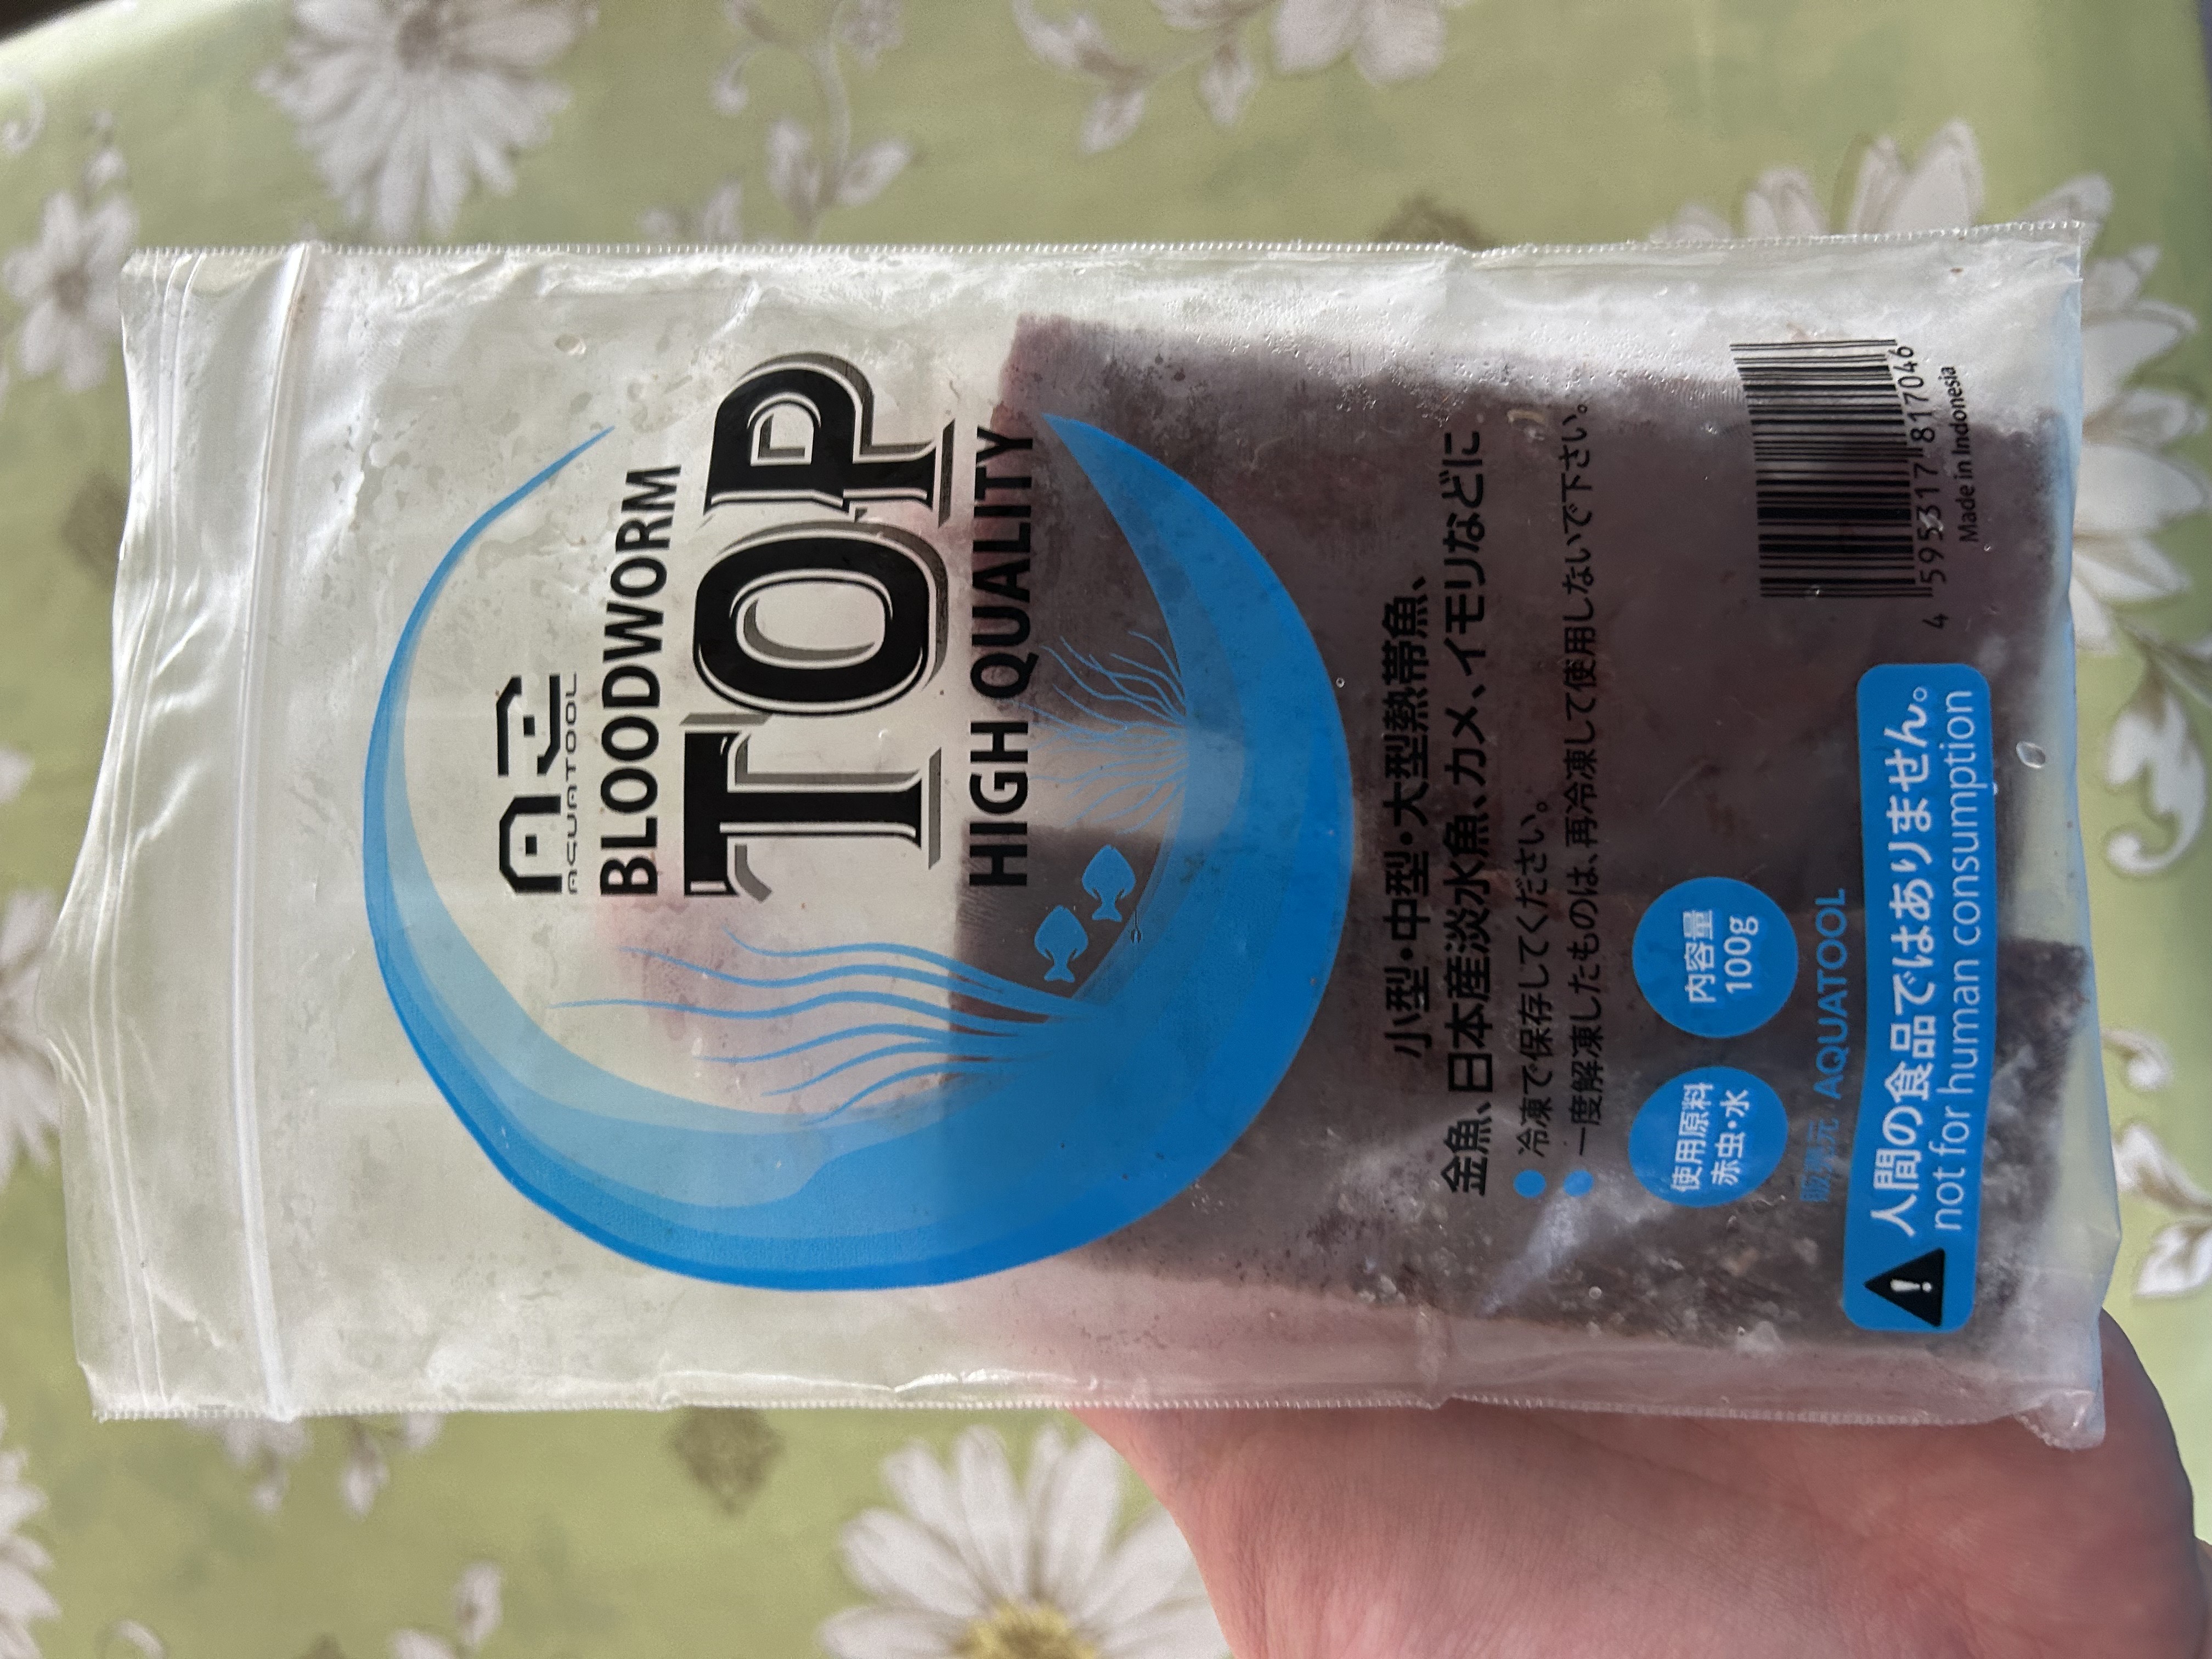 AQUATOOL
BLOODWORM
TOP
HIGH QUALITY
小型・中型・大型熱帯魚、
金魚、日本産淡水魚、カメ、イモリなどに
冷凍で保存してください。
一度解凍したものは、再冷凍して使用しないで下さい。
使用原料
赤虫・水
内容量
100g
販売元 AQUATOOL
人間の食品ではありません。
not for human consumption
4 595317 817046
Made in Indonesia